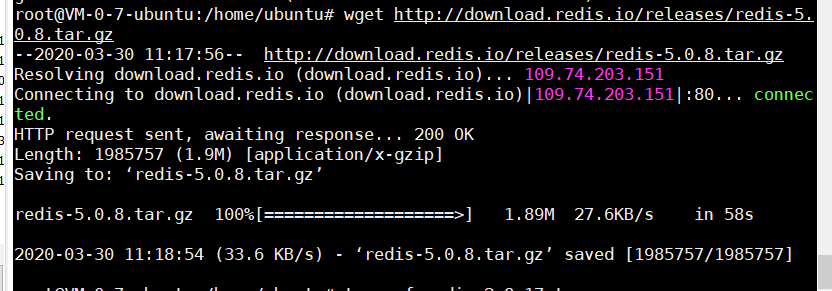 root@VM-0-7-ubuntu:/home/ubuntu# wget http://download.redis.io/releases/redis-5.
0.8.tar.gz
--2020-03-30 11:17:56--  http://download.redis.io/releases/redis-5.0.8.tar.gz
Resolving download.redis.io (download.redis.io)... 109.74.203.151
Connecting to download.redis.io (download.redis.io)|109.74.203.151|:80... connec
ted.
HTTP request sent, awaiting response... 200 OK
Length: 1985757 (1.9M) [application/x-gzip]
Saving to: ‘redis-5.0.8.tar.gz’
redis-5.0.8.tar.gz  100%[===================>]   1.89M  27.6KB/s    in 58s
2020-03-30 11:18:54 (33.6 KB/s) - ‘redis-5.0.8.tar.gz’ saved [1985757/1985757]